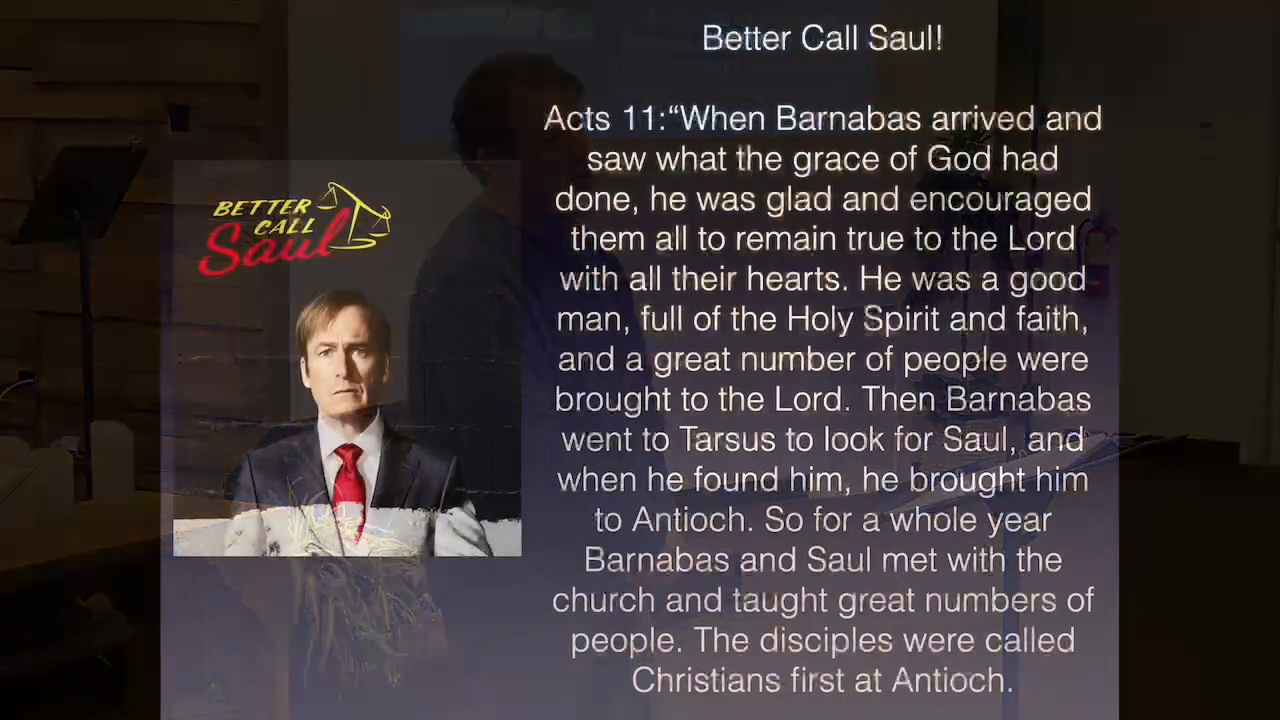 Better Call Saul!
BETTER
CALL
Saul
Acts 11:“When Barnabas arrived and
saw what the grace of God had
done, he was glad and encouraged
them all to remain true to the Lord
with all their hearts. He was a good
man, full of the Holy Spirit and faith,
and a great number of people were
brought to the Lord. Then Barnabas
went to Tarsus to look for Saul, and
when he found him, he brought him
to Antioch. So for a whole year
Barnabas and Saul met with the
church and taught great numbers of
people. The disciples were called
Christians first at Antioch.